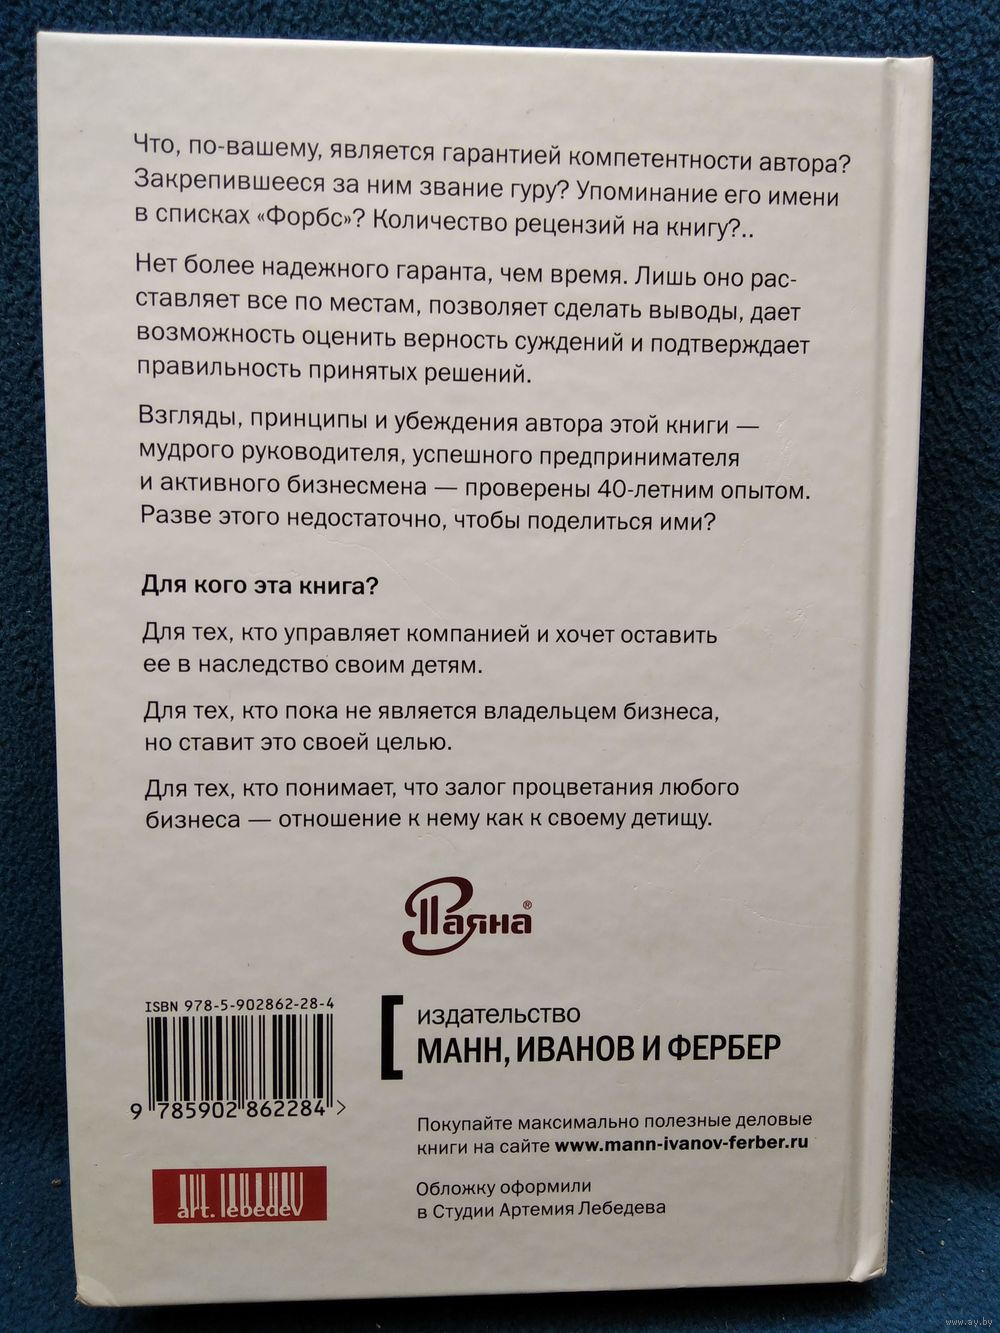 Что, по-вашему, является гарантией компетентности автора?
Закрепившееся за ним звание гуру? Упоминание его имени
в списках «Форбс»? Количество рецензий на книгу?..
Нет более надежного гаранта, чем время. Лишь оно рас-
ставляет все по местам, позволяет сделать выводы, дает
возможность оценить верность суждений и подтверждает
правильность принятых решений.
Взгляды, принципы и убеждения автора этой книги —
мудрого руководителя, успешного предпринимателя
и активного бизнесмена — проверены 40-летним опытом.
Разве этого недостаточно, чтобы поделиться ими?
Для кого эта книга?
Для тех, кто управляет компанией и хочет оставить
ее в наследство своим детям.
Для тех, кто пока не является владельцем бизнеса,
но ставит это своей целью.
Для тех, кто понимает, что залог процветания любого
бизнеса — отношение к нему как к своему детищу.
Паяна®
ISBN 978-5-902862-28-4
9 785902 862284 >
издательство
МАНН, ИВАНОВ И ФЕРБЕР
Покупайте максимально полезные деловые
книги на сайте www.mann-ivanov-ferber.ru
art. lebedev
Обложку оформили
в Студии Артемия Лебедева
www.ay.by